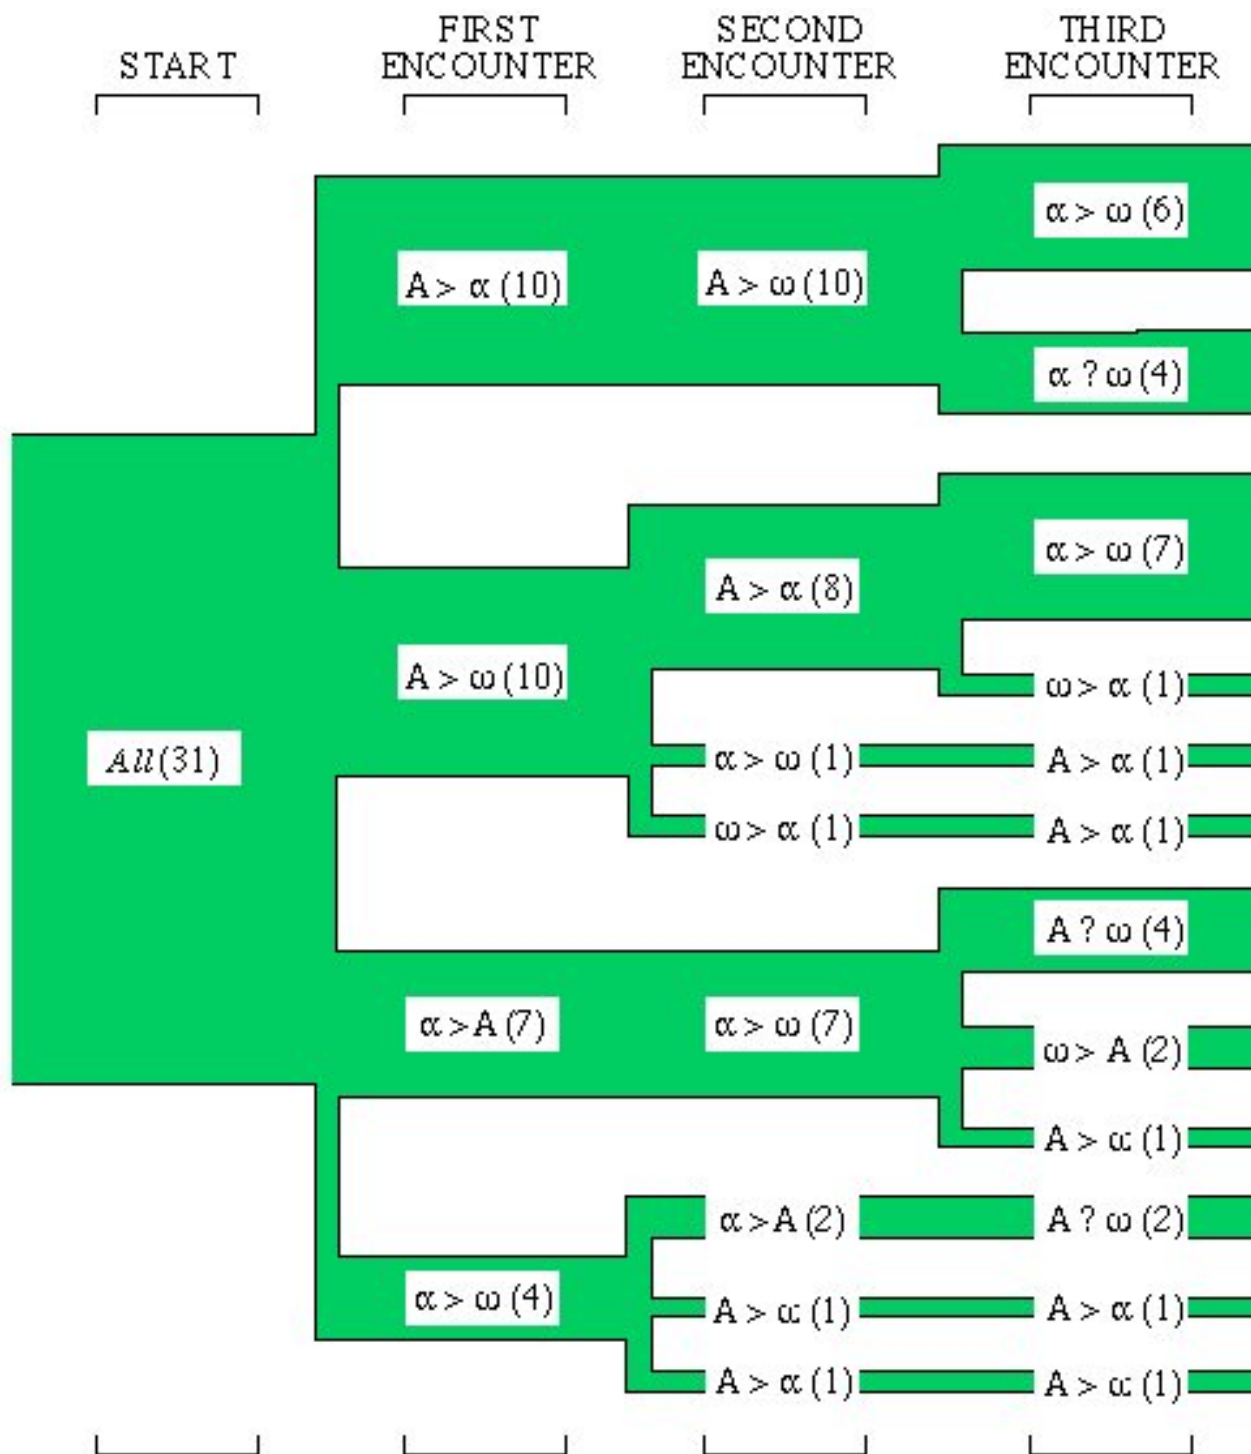 START
FIRST ENCOUNTER
SECOND ENCOUNTER
THIRD ENCOUNTER
α > ω (6)
A > α (10)
A > ω (10)
α ? ω (4)
α > ω (7)
A > α (8)
A > ω (10)
ω > α (1)
All (31)
α > ω (1)
A > α (1)
ω > α (1)
A > α (1)
A ? ω (4)
α > A (7)
α > ω (7)
ω > A (2)
A > ω (1)
α > A (2)
A ? ω (2)
α > ω (4)
A > ω (1)
A > α (1)
A > α (1)
A > ω (1)